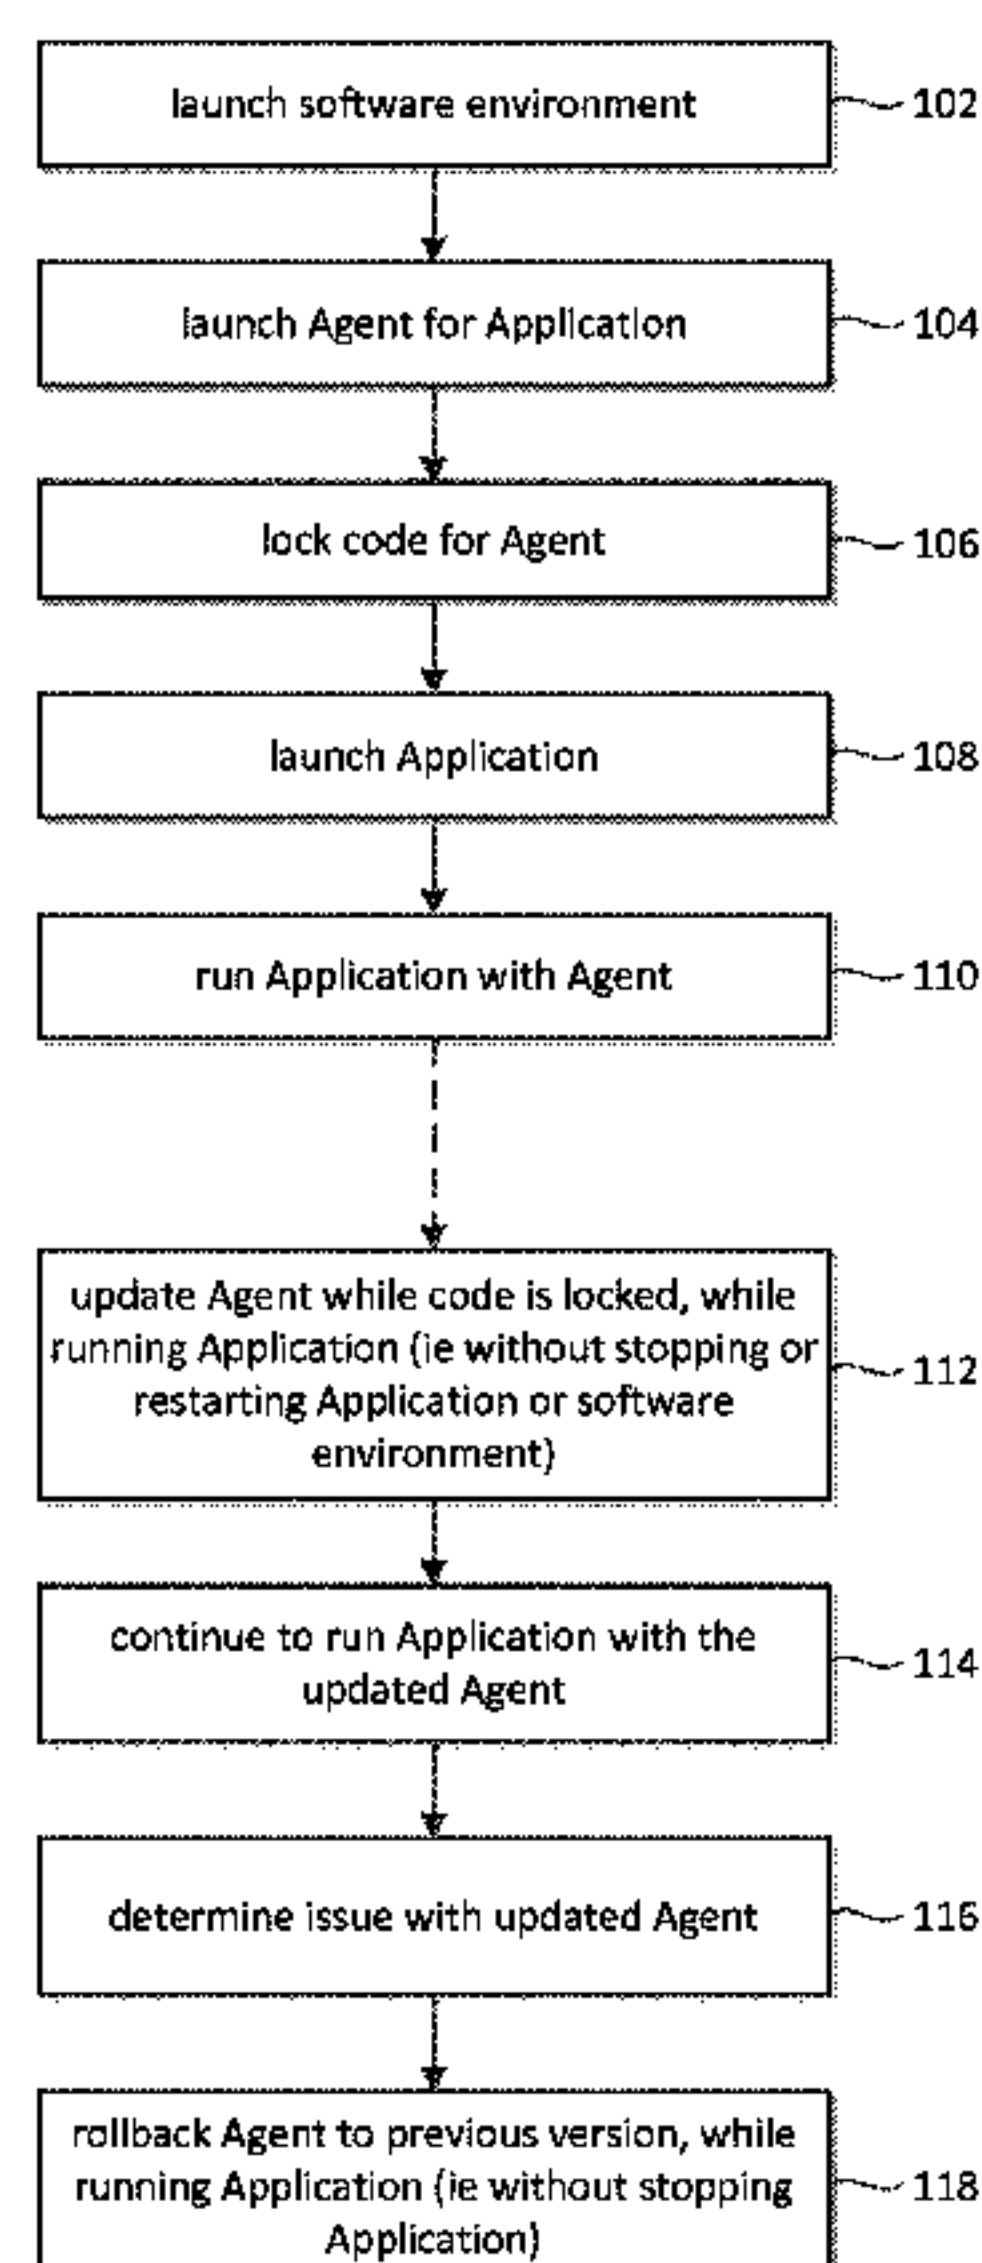 launch software environment
102
launch Agent for Application
104
lock code for Agent
106
launch Application
108
run Application with Agent
110
update Agent while code is locked, while
running Application (ie without stopping or
restarting Application or software
environment)
112
continue to run Application with the
updated Agent
114
determine issue with updated Agent
116
rollback Agent to previous version, while
running Application (ie without stopping
Application)
118